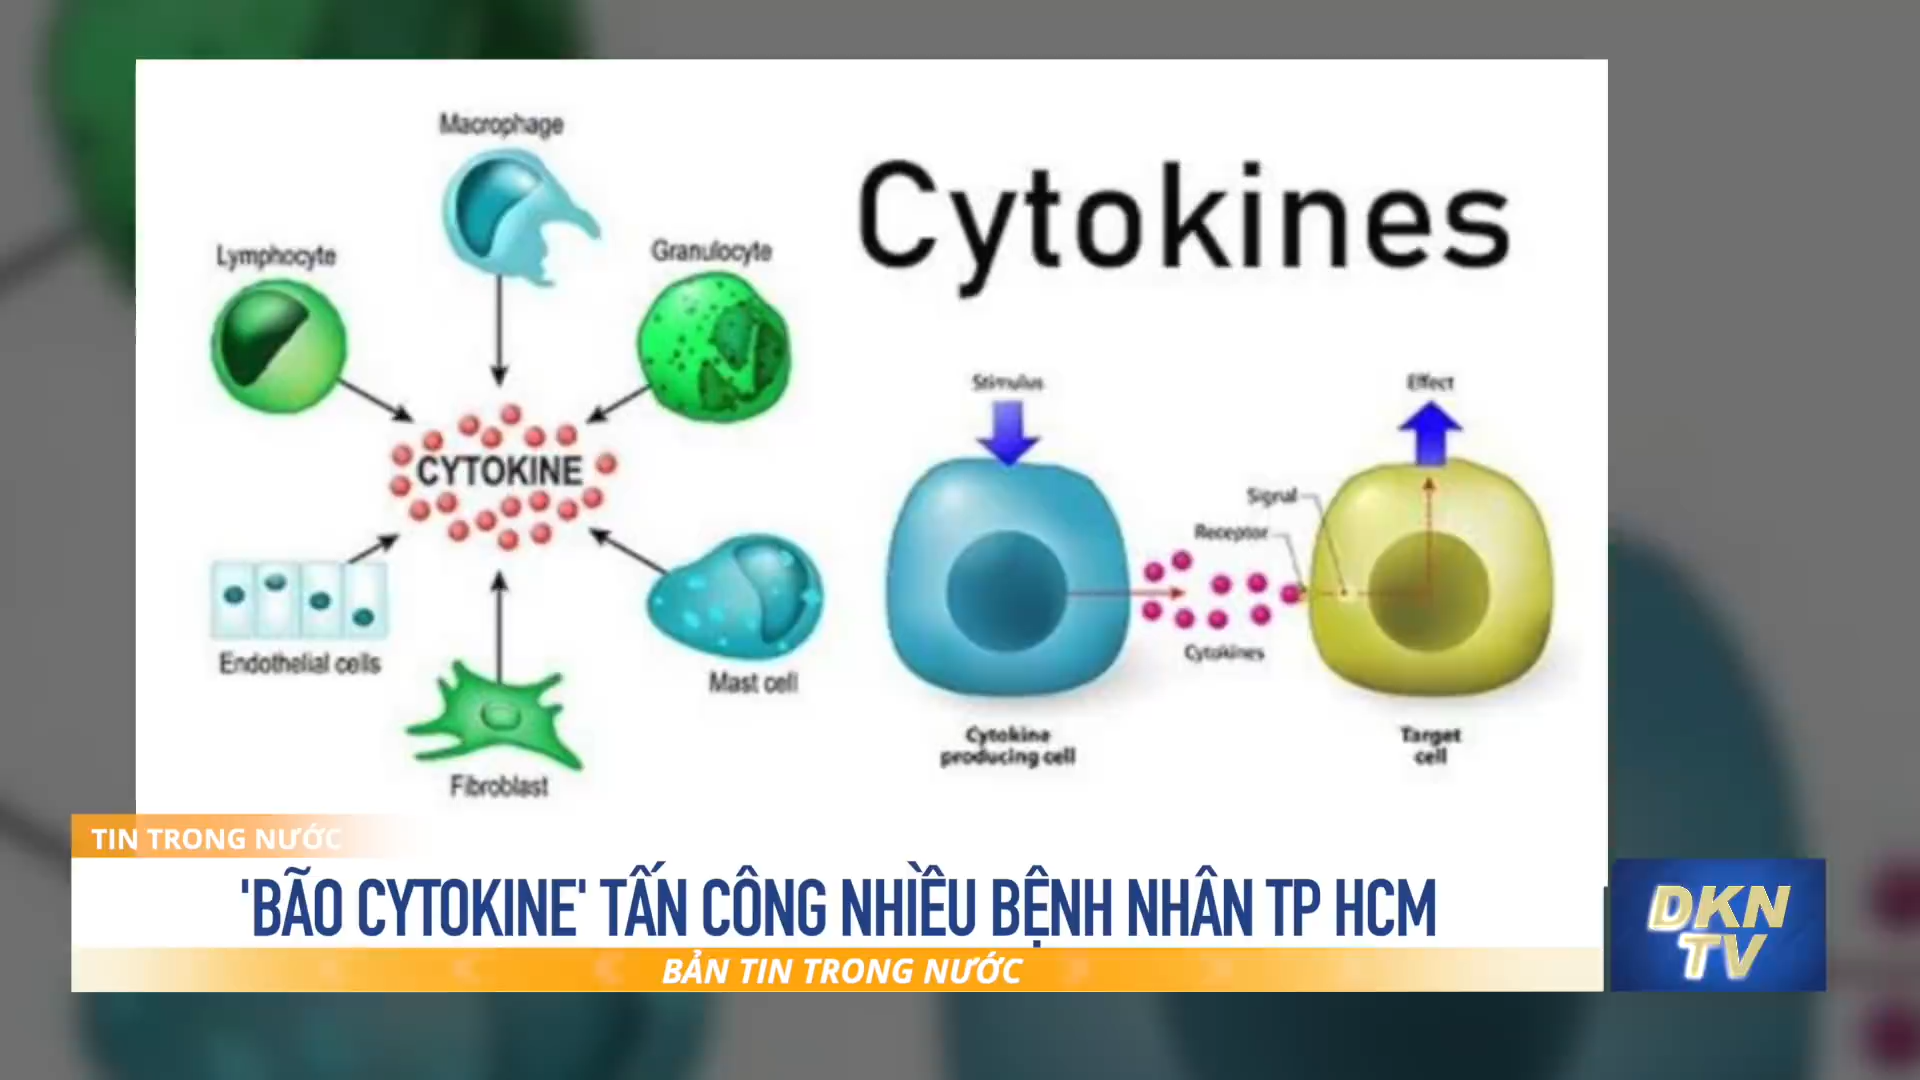 Macrophage
Lymphocyte
Granulocyte
CYTOKINE
Endothelial cells
Mast cell
Fibroblast
Cytokines
Stimulus
Effect
Signal
Receptor
Cytokines
Cytokine
producing cell
Target
cell
TIN TRONG NƯỚC
'BÃO CYTOKINE' TẤN CÔNG NHIỀU BỆNH NHÂN TP HCM
BẢN TIN TRONG NƯỚC
DKN
TV